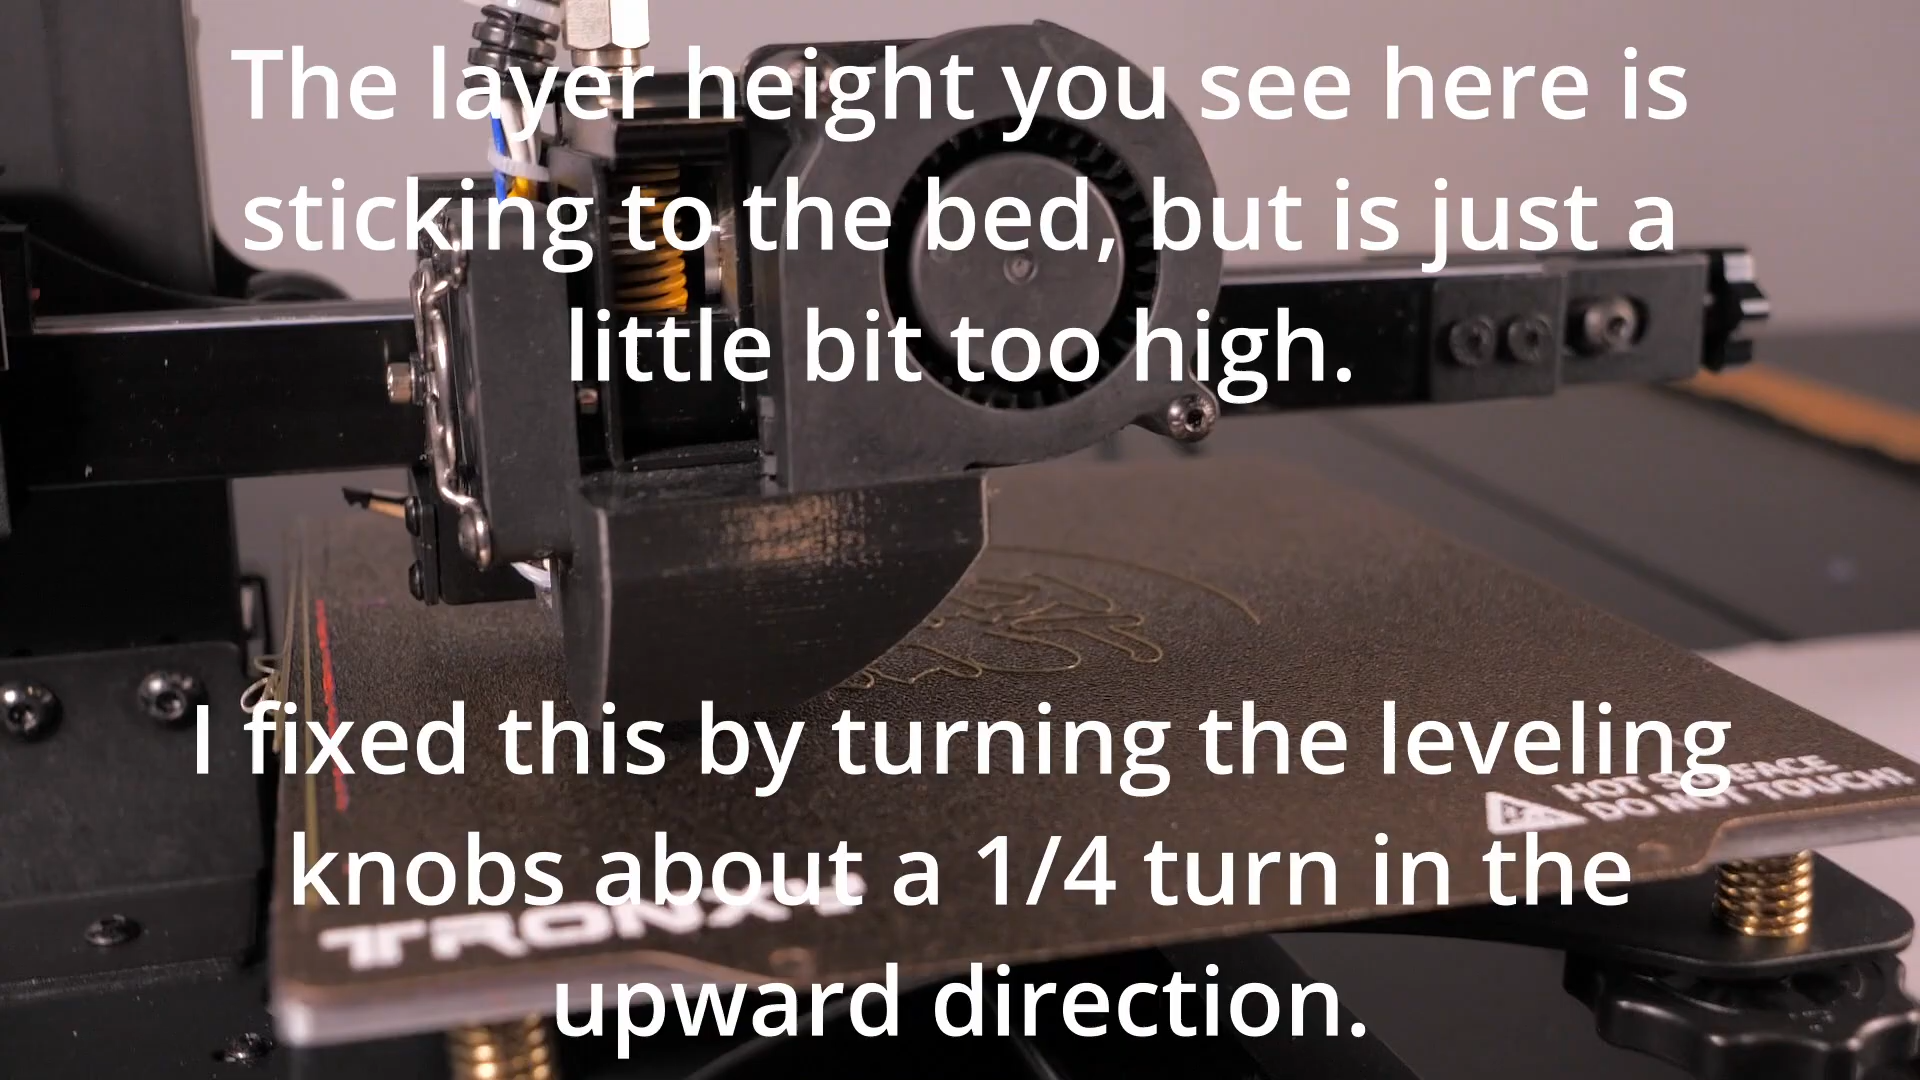 The layer height you see here is
sticking to the bed, but is just a
little bit too high.
I fixed this by turning the leveling
HOT SURFACE
DO NOT TOUCH!
knobs about a 1/4 turn in the
TRONXY
upward direction.